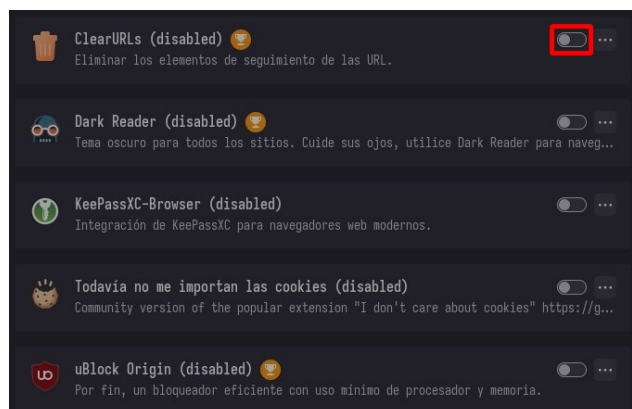 ClearURLs (disabled)
Eliminar los elementos de seguimiento de las URL.
Dark Reader (disabled)
Tema oscuro para todos los sitios. Cuide sus ojos, utilice Dark Reader para naveg...
KeePassXC-Browser (disabled)
Integración de KeePassXC para navegadores web modernos.
Todavía no me importan las cookies (disabled)
Community version of the popular extension "I don't care about cookies" https://g...
uBlock Origin (disabled)
Por fin, un bloqueador eficiente con uso mínimo de procesador y memoria.